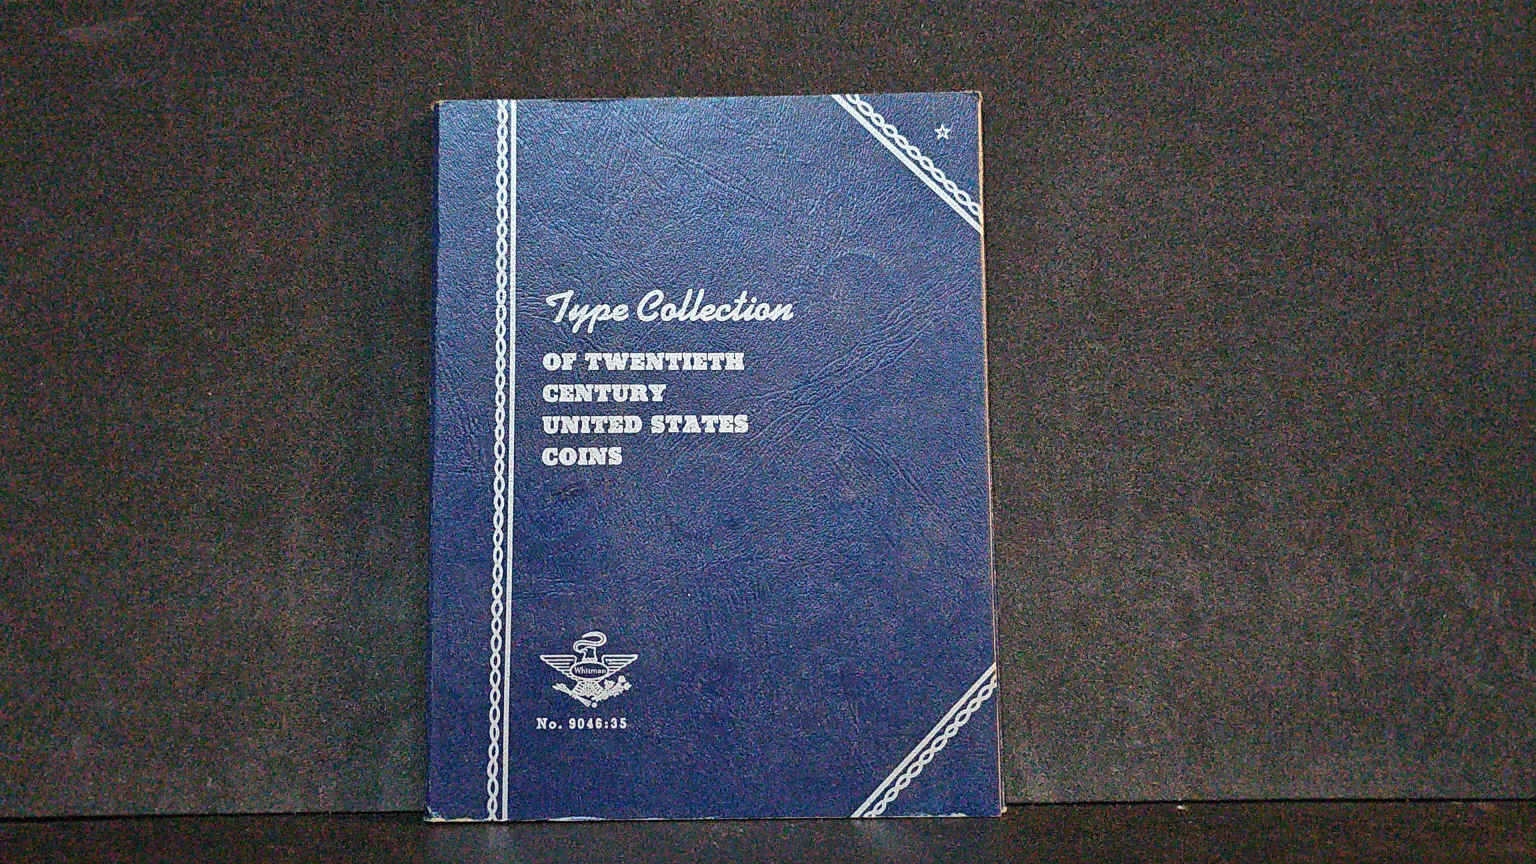 Type Collection
OF TWENTIETH
CENTURY
UNITED STATES
COINS
Whitman
No. 9046:35